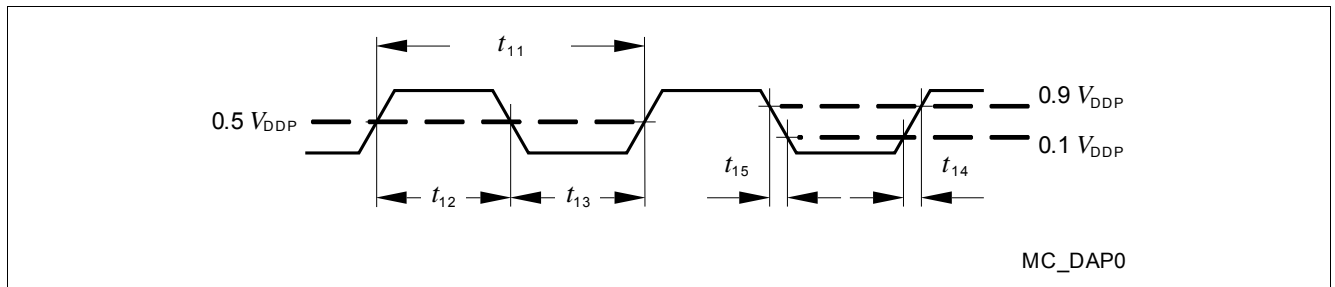 t11
0.5 VDDP
0.9 VDDP
0.1 VDDP
t15
t14
t12
t13
MC_DAP0